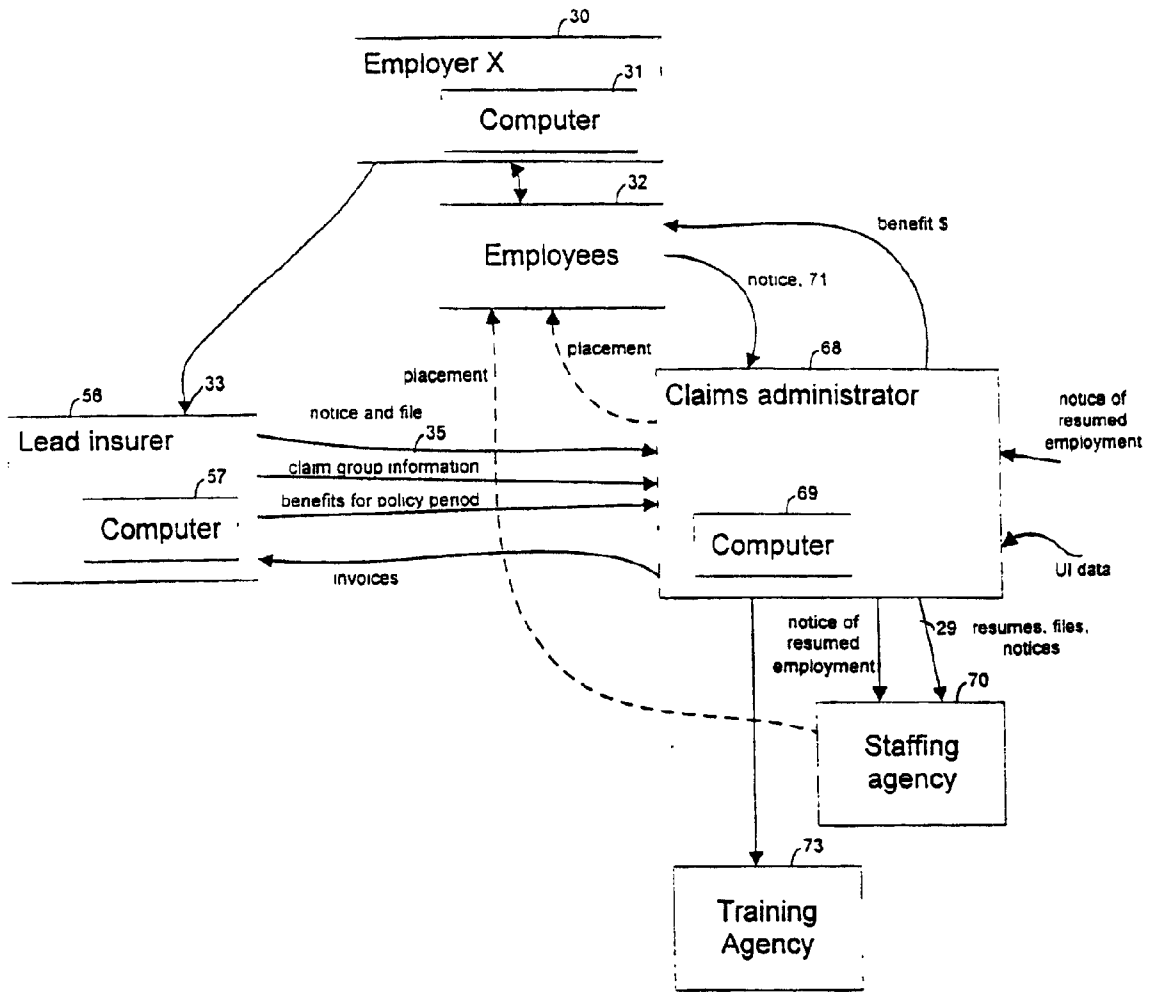 30
Employer X
31
Computer
32
Employees
benefit $
notice, 71
placement
placement
68
Claims administrator
56
33
Lead insurer
notice and file
35
claim group information
57
benefits for policy period
Computer
invoices
69
Computer
notice of
resumed
employment
UI data
notice of
resumed
employment
29
resumes, files,
notices
70
Staffing
agency
73
Training
Agency